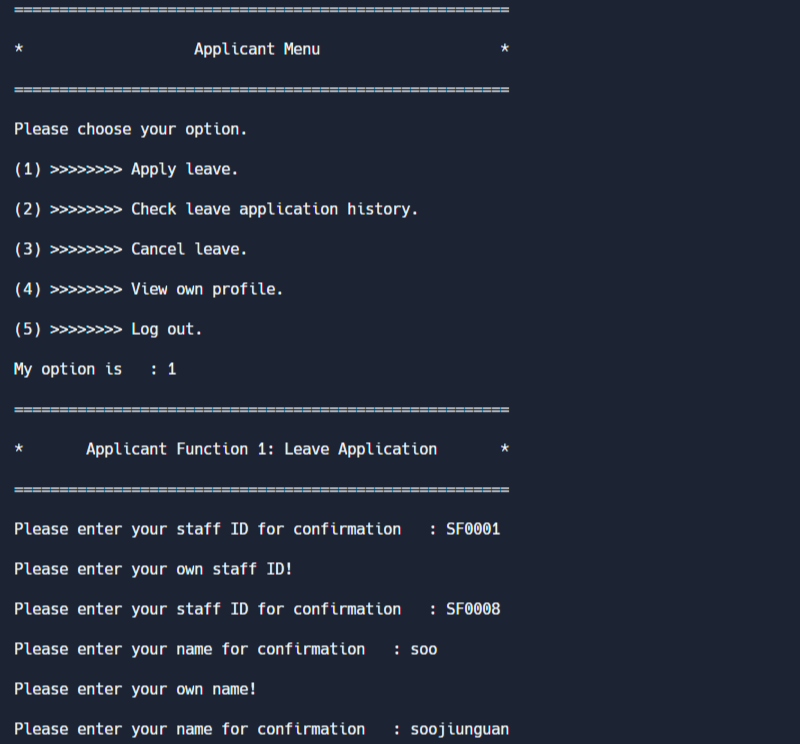 =======================================================
*                   Applicant Menu                    *
=======================================================
Please choose your option.
(1) >>>>>>>> Apply leave.
(2) >>>>>>>> Check leave application history.
(3) >>>>>>>> Cancel leave.
(4) >>>>>>>> View own profile.
(5) >>>>>>>> Log out.
My option is   : 1
=======================================================
*       Applicant Function 1: Leave Application       *
=======================================================
Please enter your staff ID for confirmation   : SF0001
Please enter your own staff ID!
Please enter your staff ID for confirmation   : SF0008
Please enter your name for confirmation   : soo
Please enter your own name!
Please enter your name for confirmation   : soojiunguan